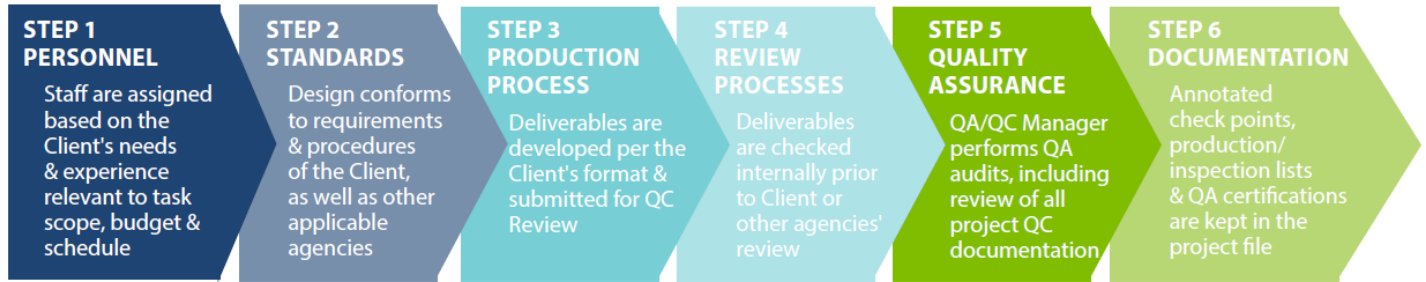 STEP 1
PERSONNEL
Staff are assigned
based on the
Client's needs
& experience
relevant to task
scope, budget &
schedule
STEP 2
STANDARDS
Design conforms
to requirements
& procedures
of the Client,
as well as other
applicable
agencies
STEP 3
PRODUCTION
PROCESS
Deliverables are
developed per the
Client's format &
submitted for QC
Review
STEP 4
REVIEW
PROCESSES
Deliverables
are checked
internally prior
to Client or
other agencies'
review
STEP 5
QUALITY
ASSURANCE
QA/QC Manager
performs QA
audits, including
review of all
project QC
documentation
STEP 6
DOCUMENTATION
Annotated
check points,
production/
inspection lists
& QA certifications
are kept in the
project file